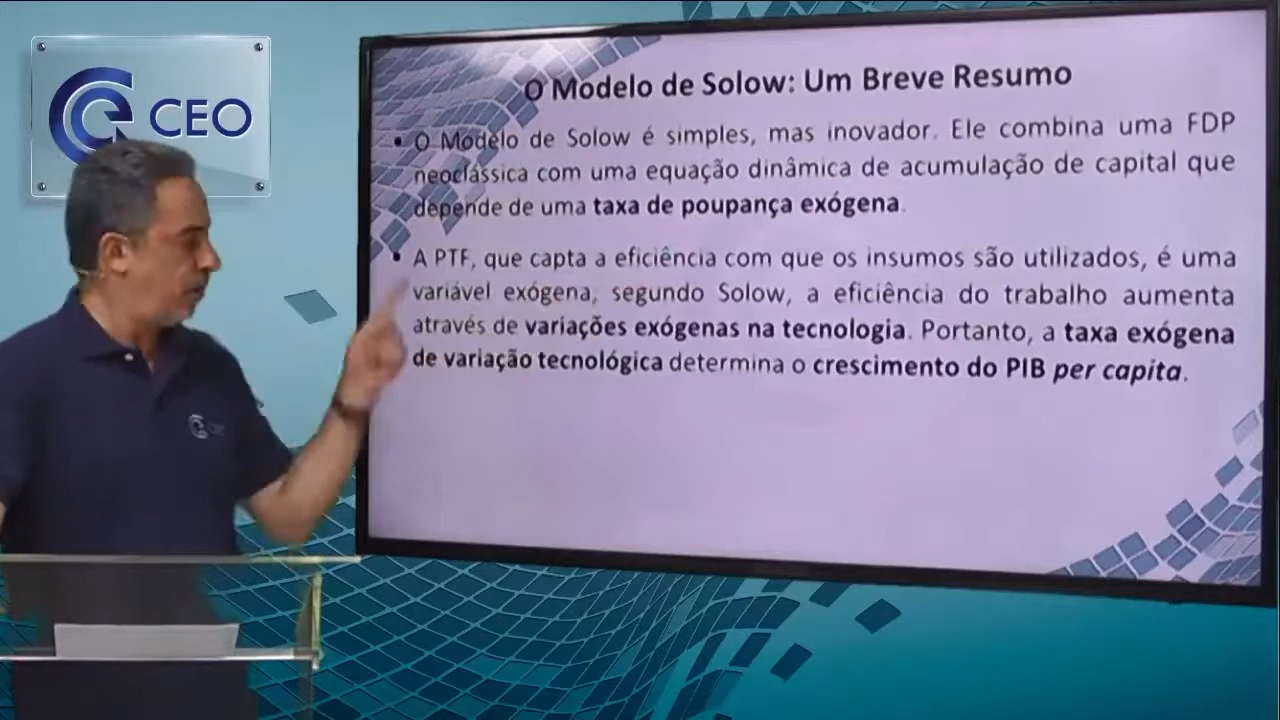 CEO
O Modelo de Solow: Um Breve Resumo
• O Modelo de Solow é simples, mas inovador. Ele combina uma FDP
neoclássica com uma equação dinâmica de acumulação de capital que
depende de uma taxa de poupança exógena.
• A PTF, que capta a eficiência com que os insumos são utilizados, é uma
variável exógena, segundo Solow, a eficiência do trabalho aumenta
através de variações exógenas na tecnologia. Portanto, a taxa exógena
de variação tecnológica determina o crescimento do PIB per capita.